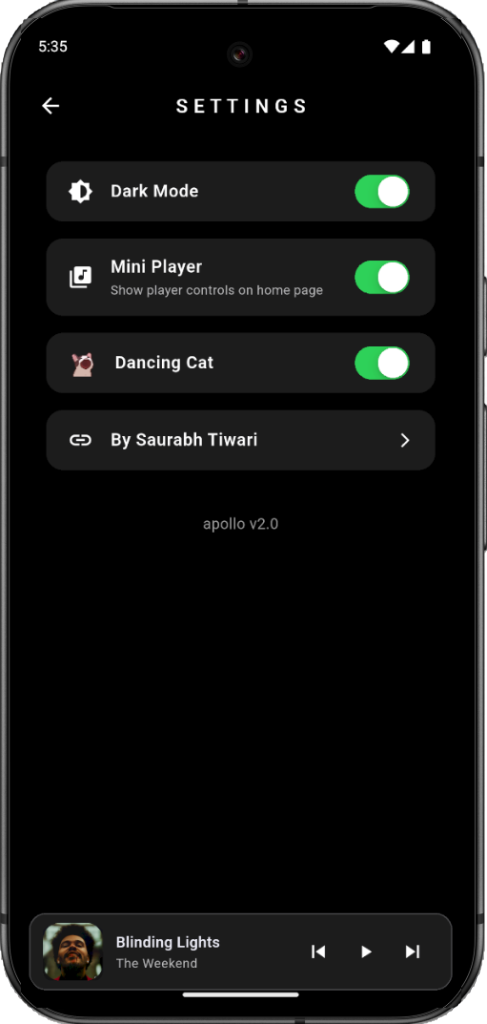 5:35
SETTINGS
Dark Mode
Mini Player
Show player controls on home page
Dancing Cat
By Saurabh Tiwari
apollo v2.0
Blinding Lights
The Weekend